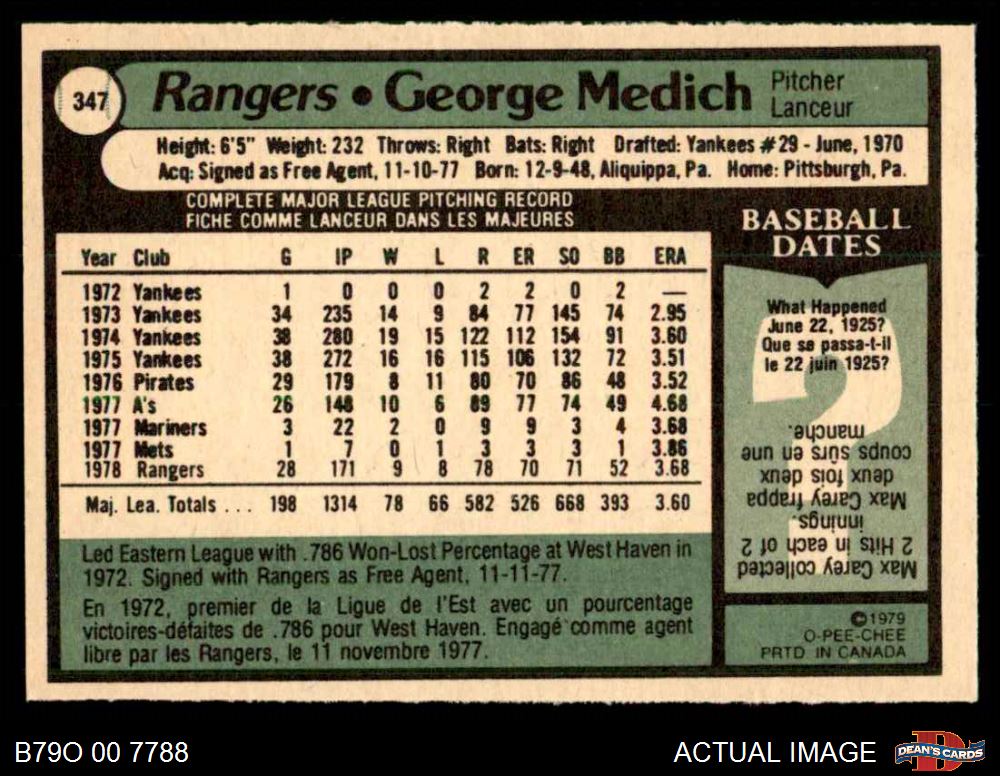 347
Rangers • George Medich
Pitcher
Lanceur
Height: 6'5" Weight: 232 Throws: Right Bats: Right Drafted: Yankees #29 - June, 1970
Acq: Signed as Free Agent, 11-10-77 Born: 12-9-48, Aliquippa, Pa. Home: Pittsburgh, Pa.
COMPLETE MAJOR LEAGUE PITCHING RECORD
FICHE COMME LANCEUR DANS LES MAJEURES
Year Club G IP W L R ER SO BB ERA
1972 Yankees 1 0 0 0 2 2 0 2 —
1973 Yankees 34 235 14 9 84 77 145 74 2.95
1974 Yankees 38 280 19 15 122 112 154 91 3.60
1975 Yankees 38 272 16 16 115 106 132 72 3.51
1976 Pirates 29 179 8 11 80 70 86 48 3.52
1977 A's 26 148 10 6 89 77 74 49 4.68
1977 Mariners 3 22 2 0 9 9 3 4 3.68
1977 Mets 1 7 0 1 3 3 3 1 3.86
1978 Rangers 28 171 9 8 78 70 71 52 3.68
Maj. Lea. Totals ... 198 1314 78 66 582 526 668 393 3.60
Led Eastern League with .786 Won-Lost Percentage at West Haven in
1972. Signed with Rangers as Free Agent, 11-11-77.
En 1972, premier de la Ligue de l'Est avec un pourcentage
victoires-défaites de .786 pour West Haven. Engagé comme agent
libre par les Rangers, le 11 novembre 1977.
BASEBALL
DATES
What Happened
June 22, 1925?
Que se passa-t-il
le 22 juin 1925?
Max Carey collected
2 Hits in each of 2
innings.
Max Carey frappa
deux fois deux
coups sûrs en une
manche.
©1979
O-PEE-CHEE
PRTD IN CANADA
B79O 00 7788
ACTUAL IMAGE
DEAN'S CARDS